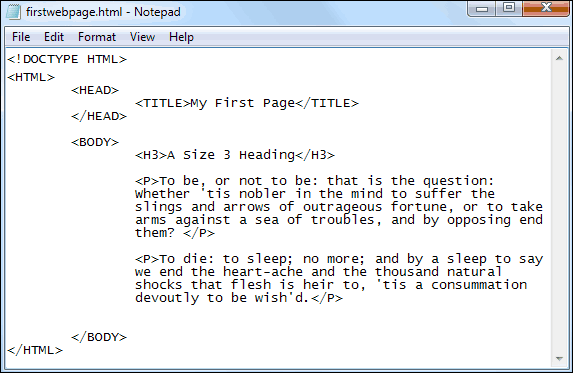 firstwebpage.html - Notepad
File Edit Format View Help
<!DOCTYPE HTML>
<HTML>
<HEAD>
<TITLE>My First Page</TITLE>
</HEAD>
<BODY>
<H3>A Size 3 Heading</H3>
<P>To be, or not to be: that is the question:
Whether 'tis nobler in the mind to suffer the
slings and arrows of outrageous fortune, or to take
arms against a sea of troubles, and by opposing end
them? </P>
<P>To die: to sleep; no more; and by a sleep to say
we end the heart-ache and the thousand natural
shocks that flesh is heir to, 'tis a consummation
devoutly to be wish'd.</P>
</BODY>
</HTML>